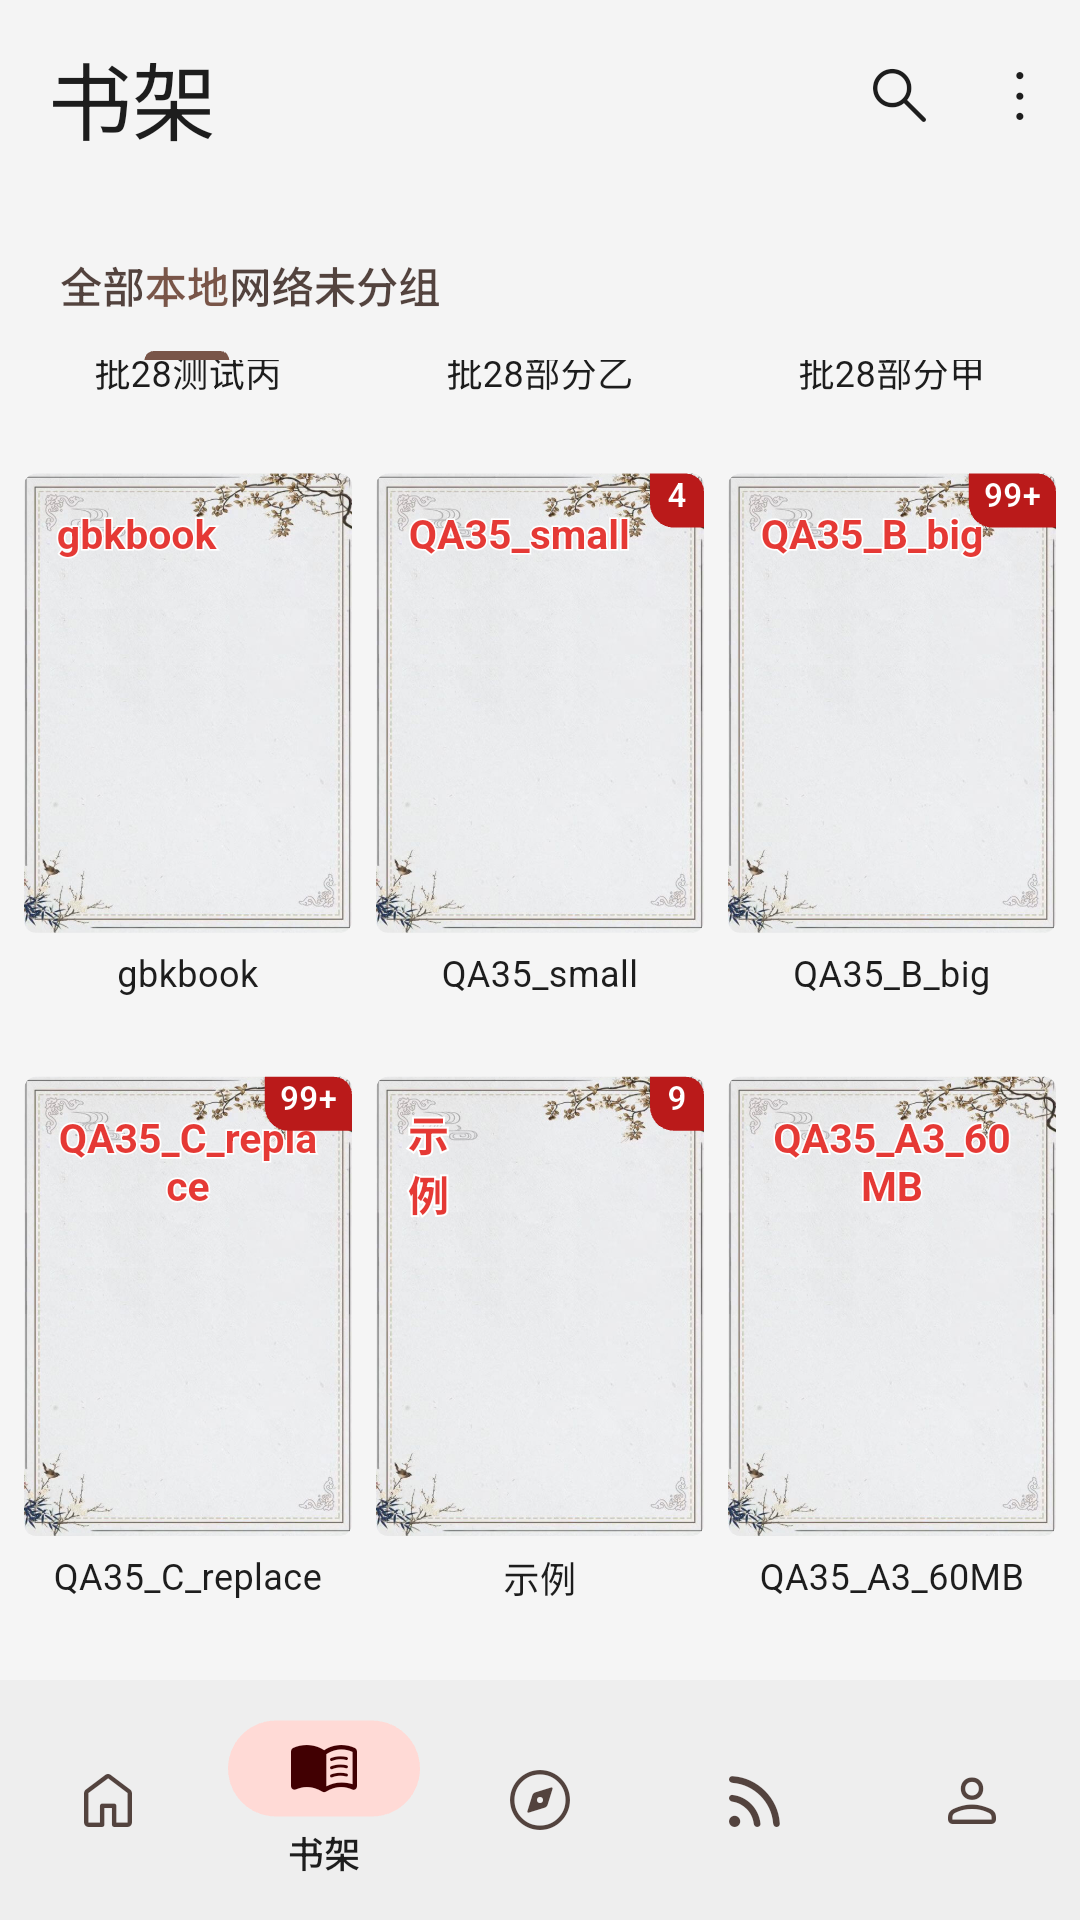 书架
全部本地网络未分组
批28测试丙 批28部分乙 批28部分甲
gbkbook
4
QA35_small
99+
QA35_B_big
gbkbook QA35_small QA35_B_big
99+
QA35_C_repla
ce
9
示
例
QA35_A3_60
MB
QA35_C_replace 示例 QA35_A3_60MB
书架